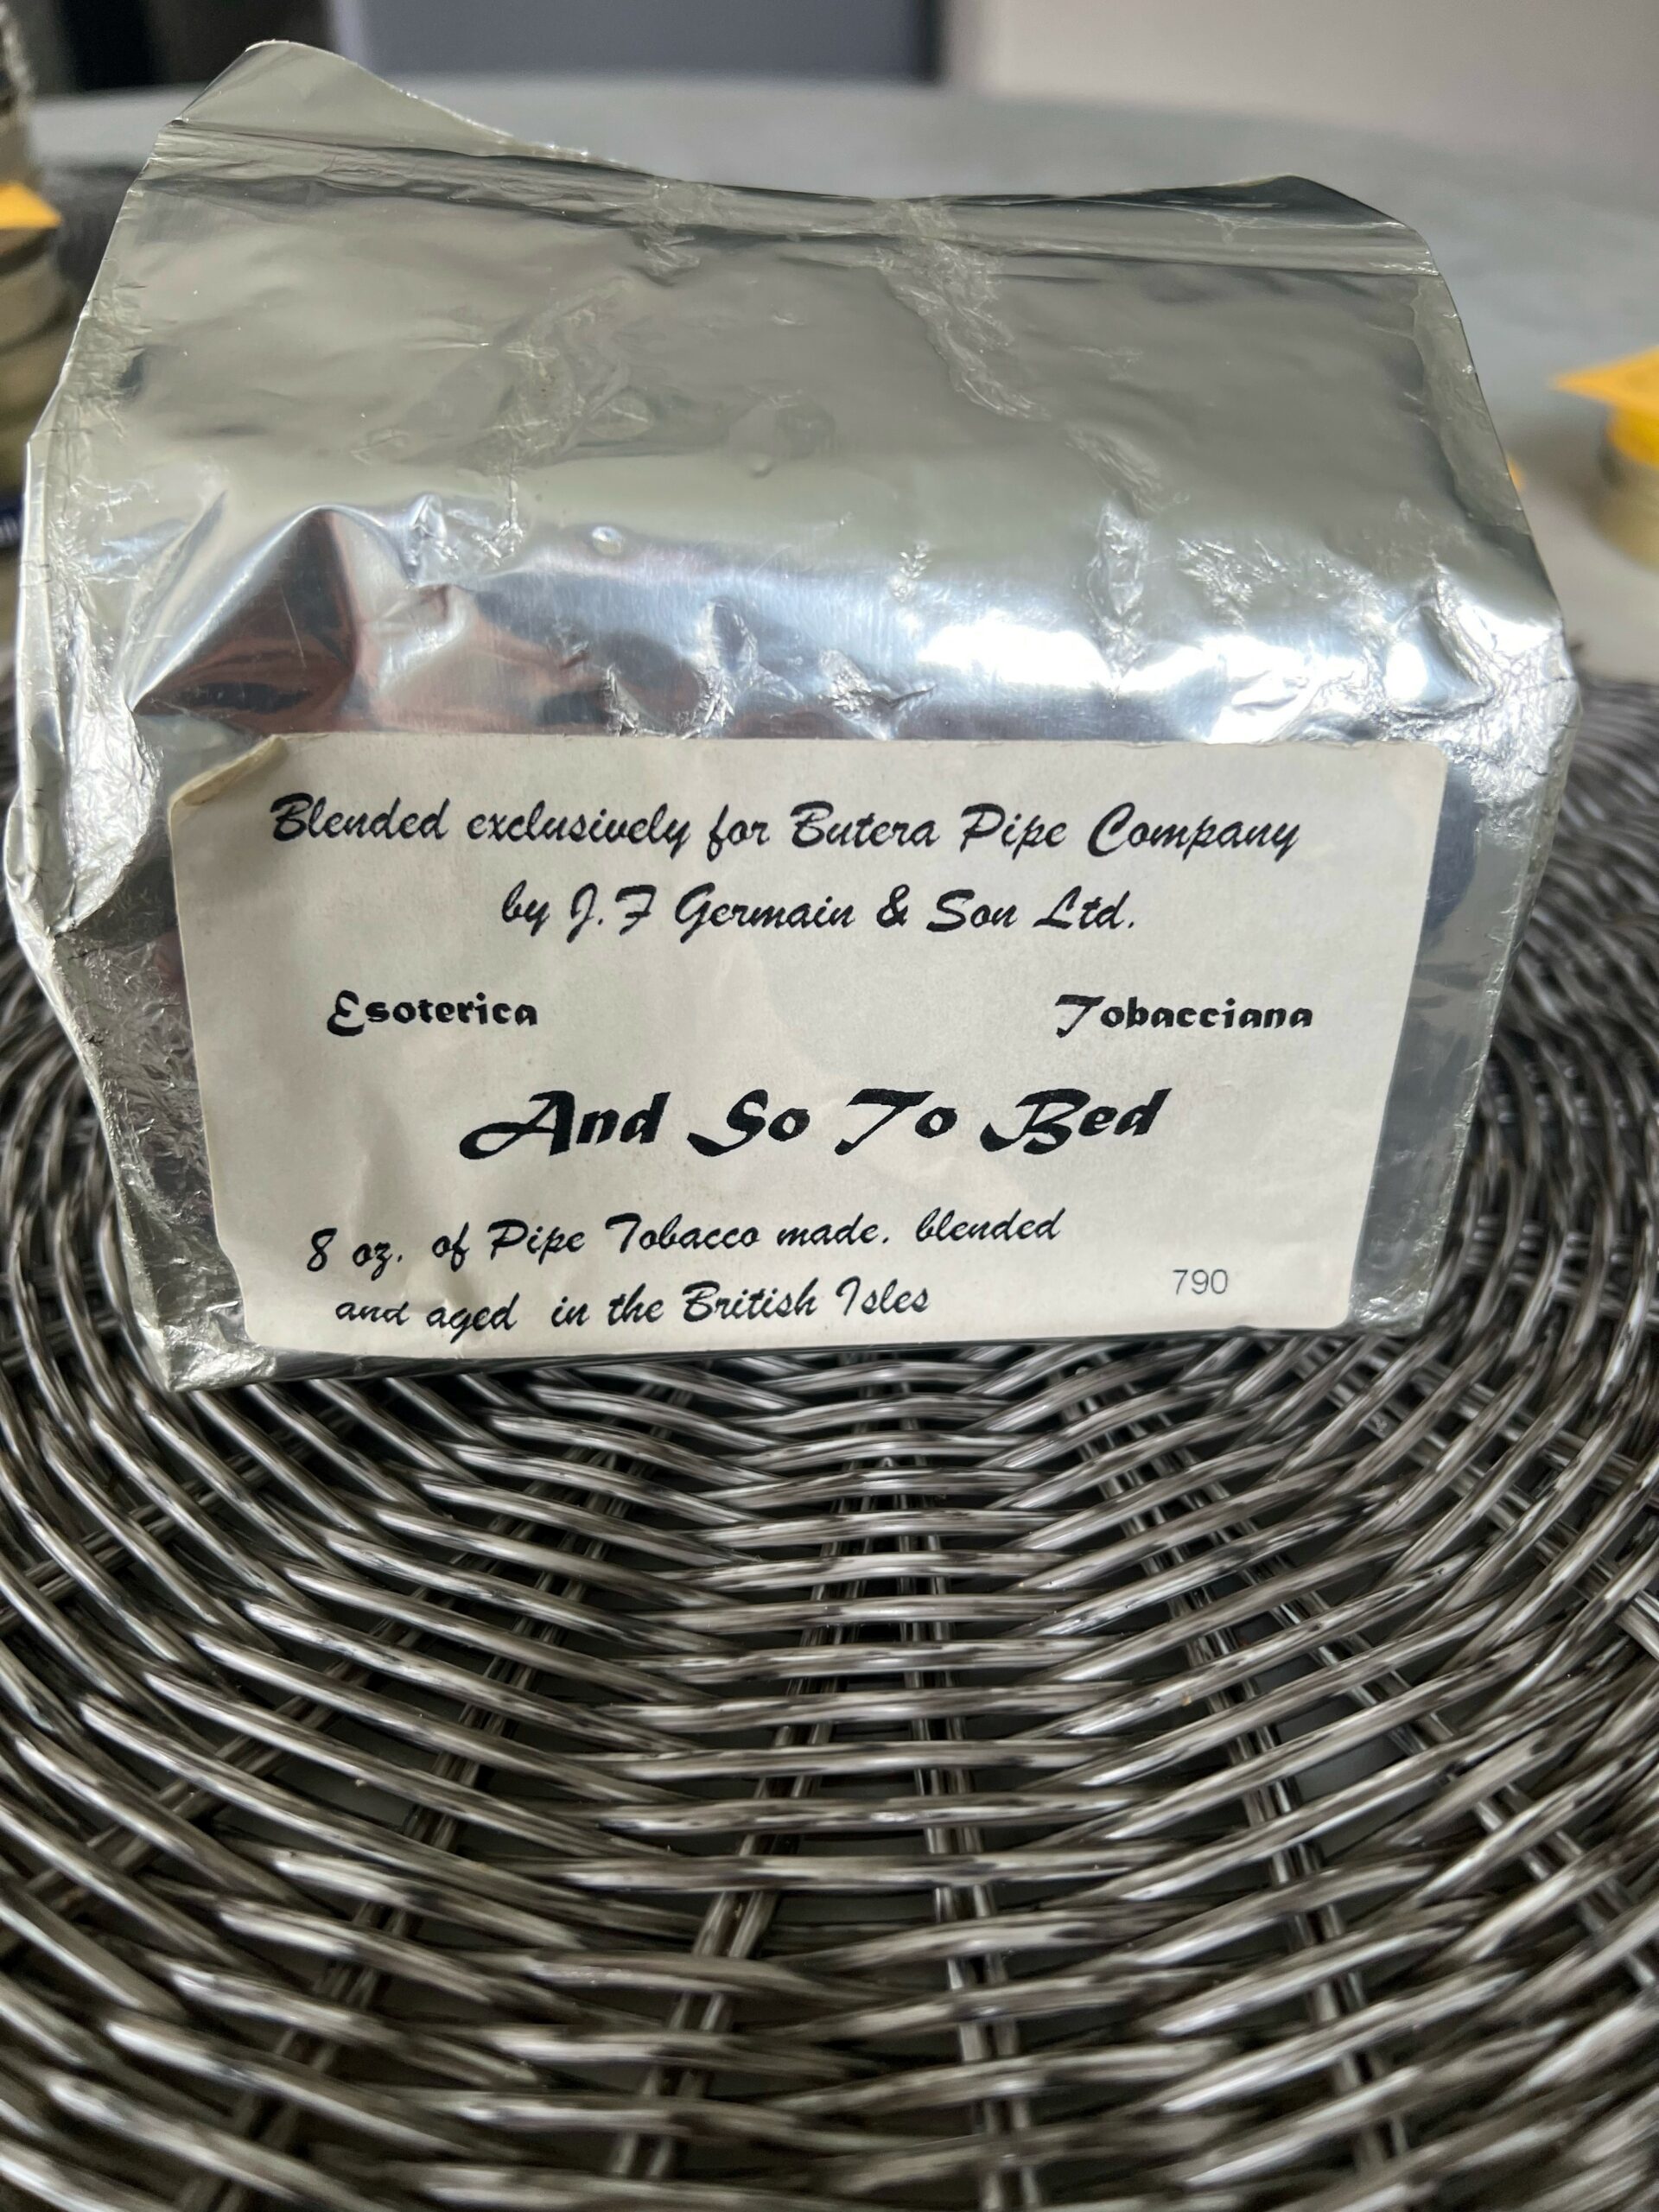 Blended exclusively for Butera Pipe Company
by J.F Germain & Son Ltd.
Esoterica Tobacciana
And So To Bed
8 oz. of Pipe Tobacco made. blended
and aged in the British Isles
790